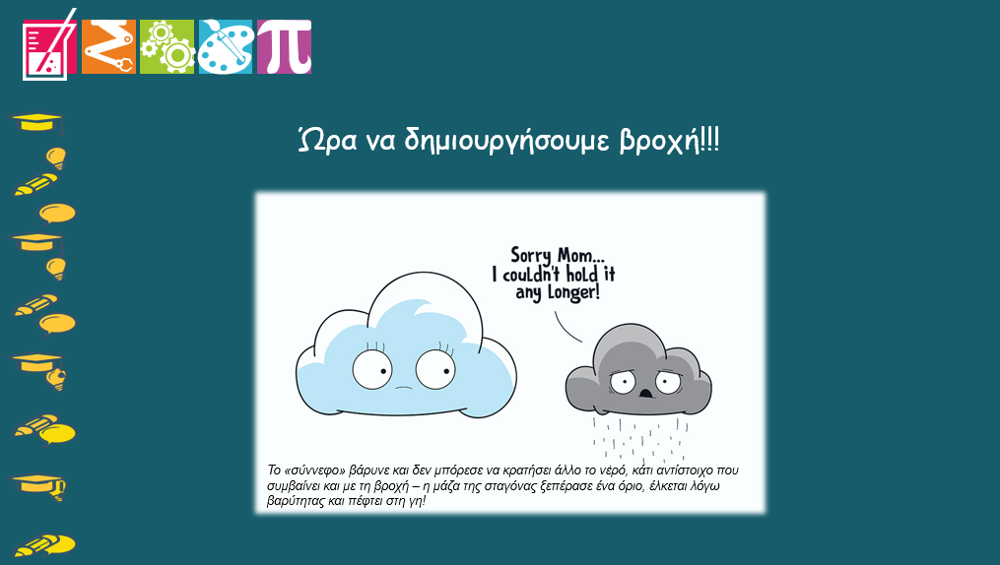 π
Ώρα να δημιουργήσουμε βροχή!!!
Sorry Mom...
I couldn't hold it
any Longer!
Το «σύννεφο» βάρυνε και δεν μπόρεσε να κρατήσει άλλο το νερό, κάτι αντίστοιχο που
συμβαίνει και με τη βροχή – η μάζα της σταγόνας ξεπέρασε ένα όριο, έλκεται λόγω
βαρύτητας και πέφτει στη γη!